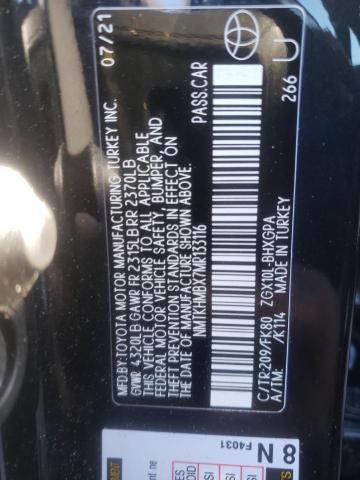 MFD.BY:TOYOTA MOTOR MANUFACTURING TURKEY INC. 07/21
GVWR 4320LB GAWR FR 2315LB RR 2370LB
THIS VEHICLE CONFORMS TO ALL APPLICABLE
FEDERAL MOTOR VEHICLE SAFETY, BUMPER, AND
THEFT PREVENTION STANDARDS IN EFFECT ON
THE DATE OF MANUFACTURE SHOWN ABOVE.
NMTKHMBX7MR133116 PASS.CAR
C/TR:209/FK80 ZGX10L-BHXGPA 266 U
A/TM: /K114 MADE IN TURKEY
8 N F4031